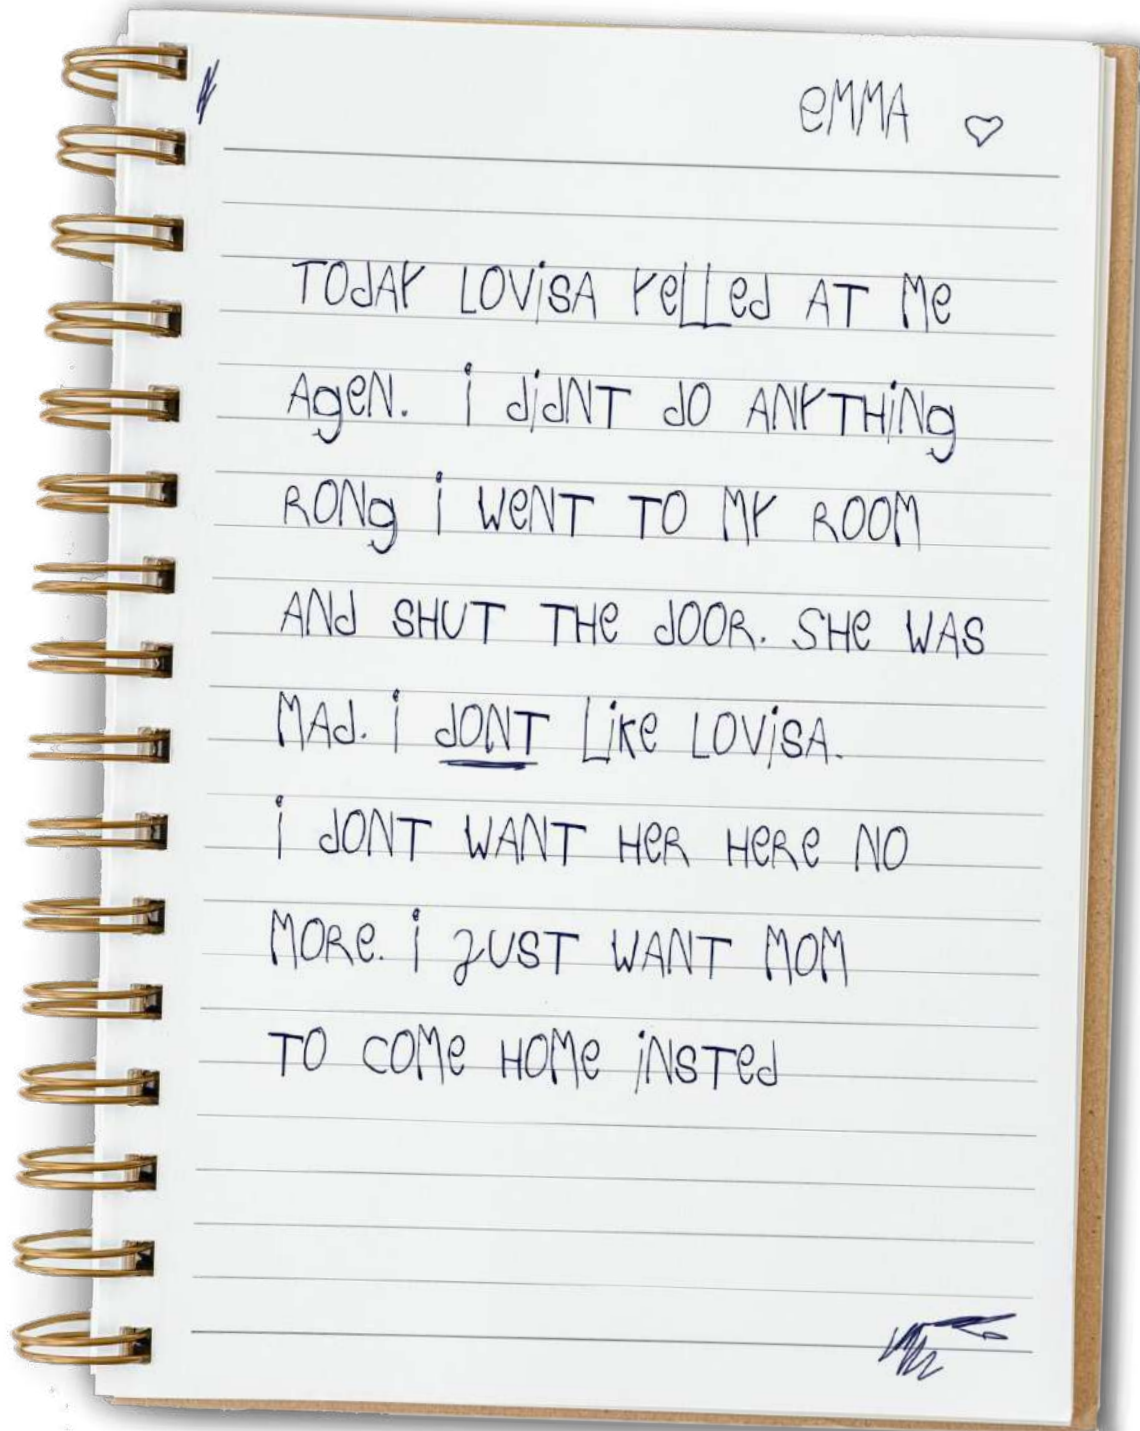 eMMA ♡
TOdAY LOViSA YeLLed AT Me
AgeN. i didNT dO ANYTHiNg
RONg i WeNT TO MY ROOM
ANd SHUT THe dOOR. SHe WAS
MAd. i dONT Like LOViSA.
i dONT WANT HeR HeRe NO
MORe. i JUST WANT MOM
TO COMe HOMe iNSTed